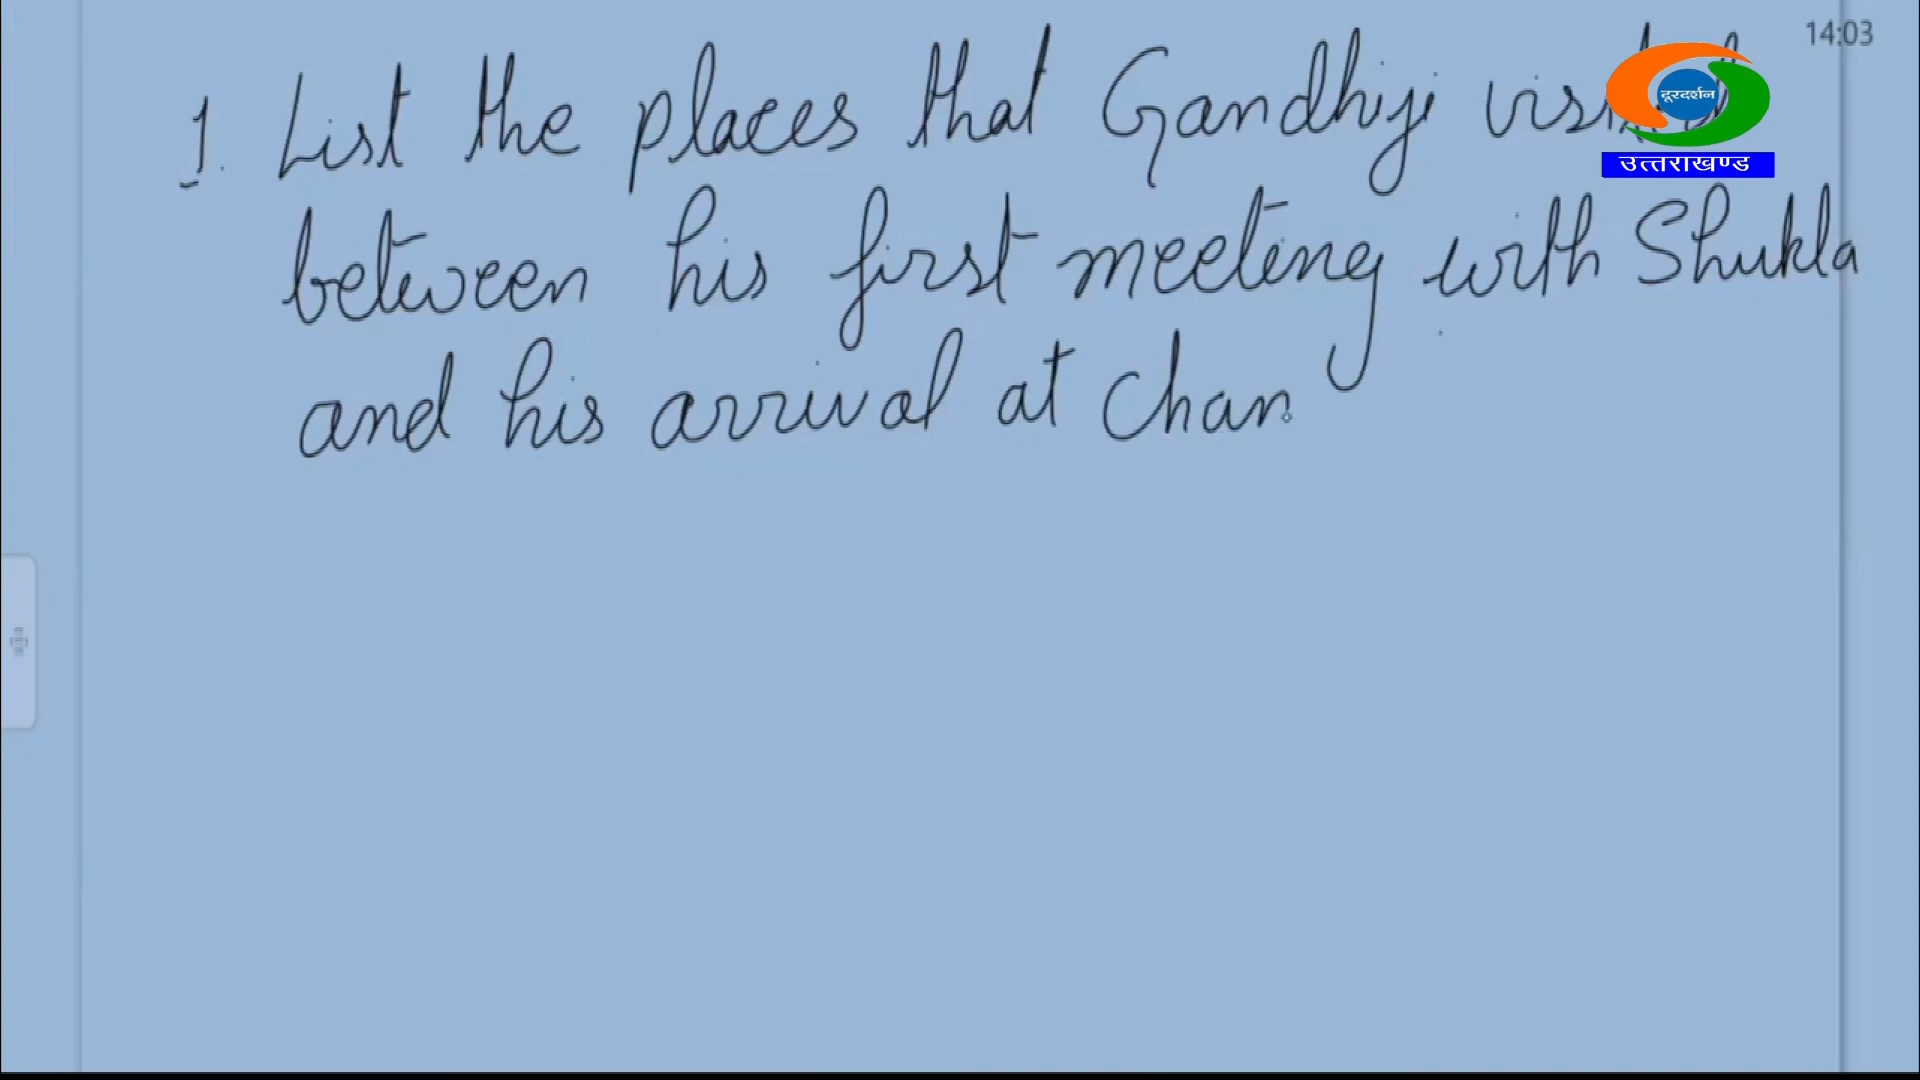 14:03
1. List the places that Gandhiji
दूरदर्शन
उत्तराखण्ड
between his first meeting with Shukla
and his arrival at Chan